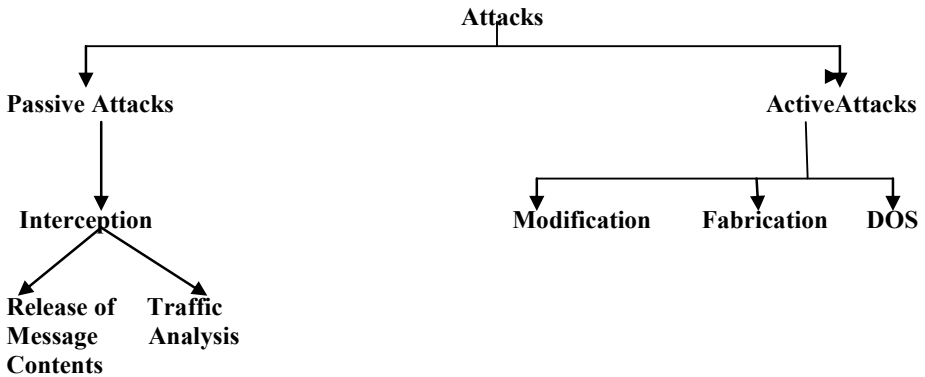 Attacks
Passive Attacks
ActiveAttacks
Interception
Modification
Fabrication
DOS
Release of
Message
Contents
Traffic
Analysis